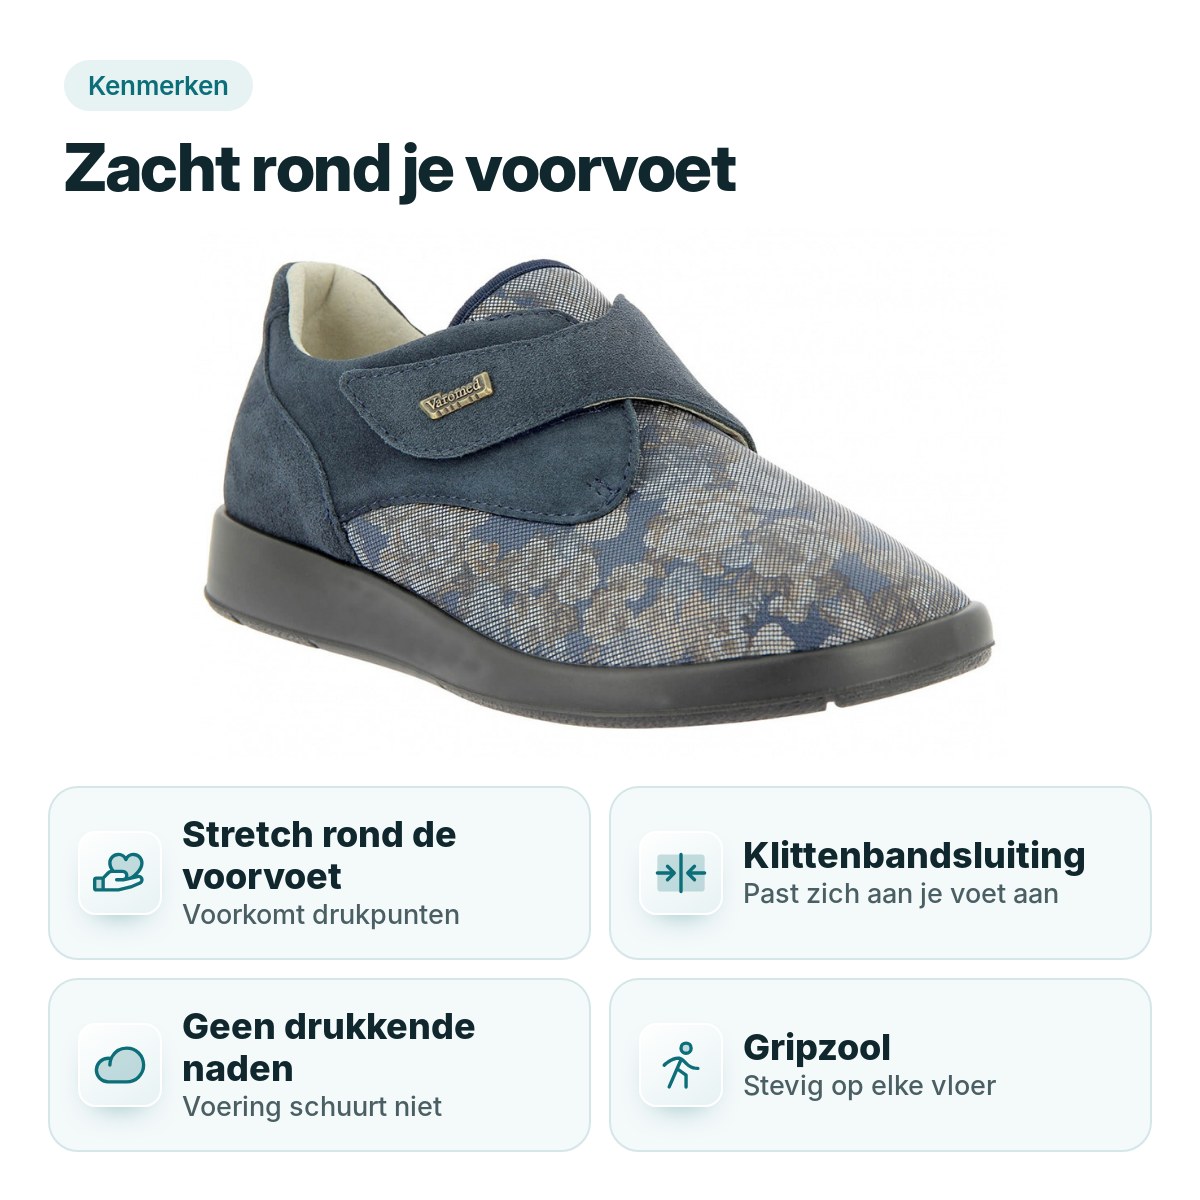 Kenmerken
Zacht rond je voorvoet
Varomed
Stretch rond de
voorvoet
Voorkomt drukpunten
Klittenbandsluiting
Past zich aan je voet aan
Geen drukkende
naden
Voering schuurt niet
Gripzool
Stevig op elke vloer